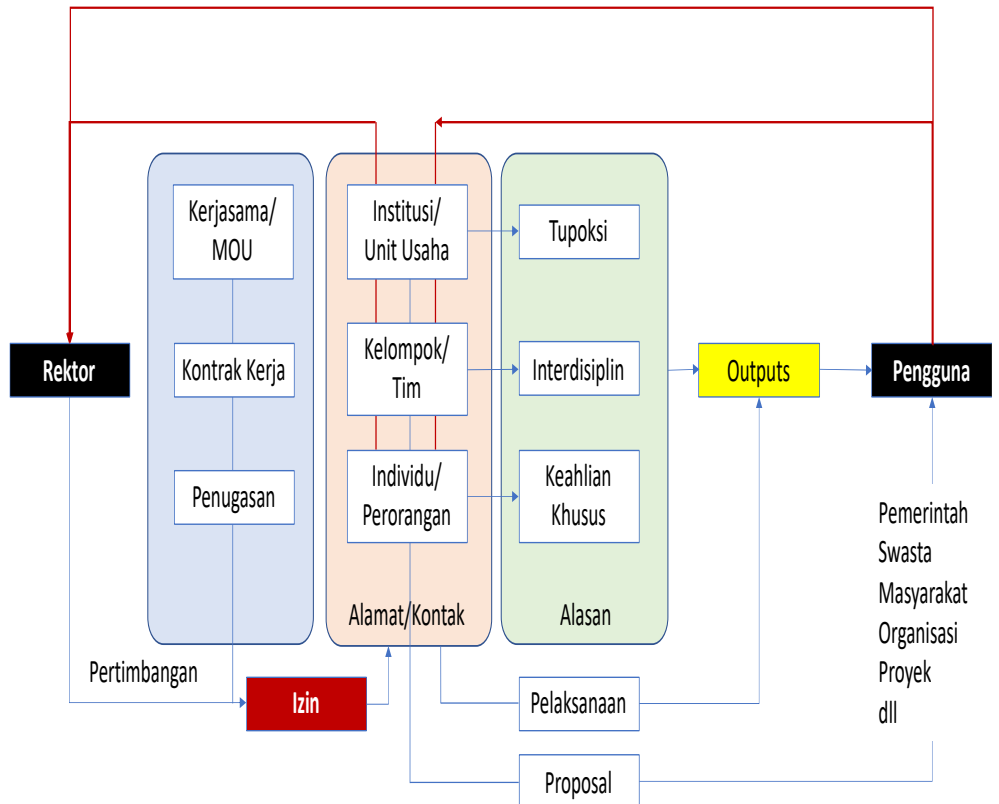 Kerjasama/
MOU
Institusi/
Unit Usaha
Tupoksi
Rektor
Kontrak Kerja
Kelompok/
Tim
Interdisiplin
Outputs
Pengguna
Penugasan
Individu/
Perorangan
Keahlian
Khusus
Alamat/Kontak
Alasan
Pemerintah
Swasta
Masyarakat
Organisasi
Proyek
dll
Pertimbangan
Izin
Pelaksanaan
Proposal